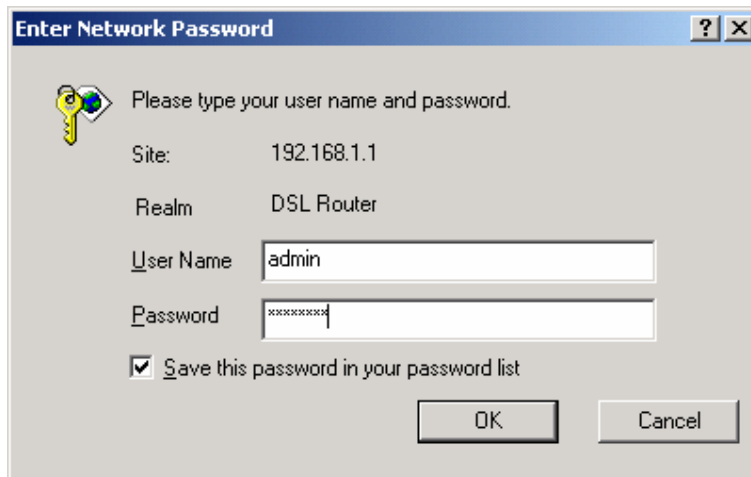 Enter Network Password
Please type your user name and password.
Site: 192.168.1.1
Realm DSL Router
User Name admin
Password xxxxxxxx
Save this password in your password list
OK Cancel